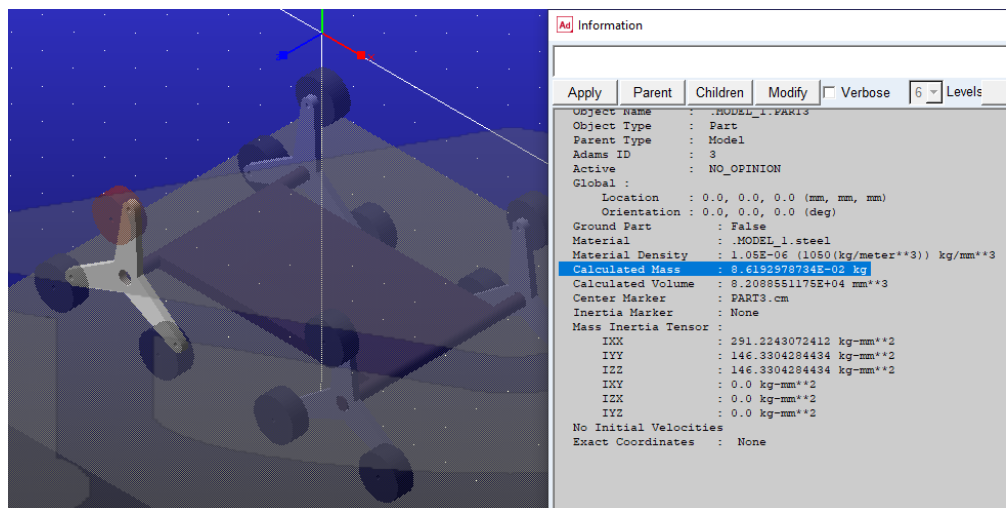 Ad Information
Apply Parent Children Modify Verbose 6 Levels
Object Name : .MODEL_1.PART3
Object Type : Part
Parent Type : Model
Adams ID : 3
Active : NO_OPINION
Global :
Location : 0.0, 0.0, 0.0 (mm, mm, mm)
Orientation : 0.0, 0.0, 0.0 (deg)
Ground Part : False
Material : .MODEL_1.steel
Material Density : 1.05E-06 (1050(kg/meter**3)) kg/mm**3
Calculated Mass : 8.6192978734E-02 kg
Calculated Volume : 8.2088551175E+04 mm**3
Center Marker : PART3.cm
Inertia Marker : None
Mass Inertia Tensor :
IXX : 291.2243072412 kg-mm**2
IYY : 146.3304284434 kg-mm**2
IZZ : 146.3304284434 kg-mm**2
IXY : 0.0 kg-mm**2
IZX : 0.0 kg-mm**2
IYZ : 0.0 kg-mm**2
No Initial Velocities
Exact Coordinates : None